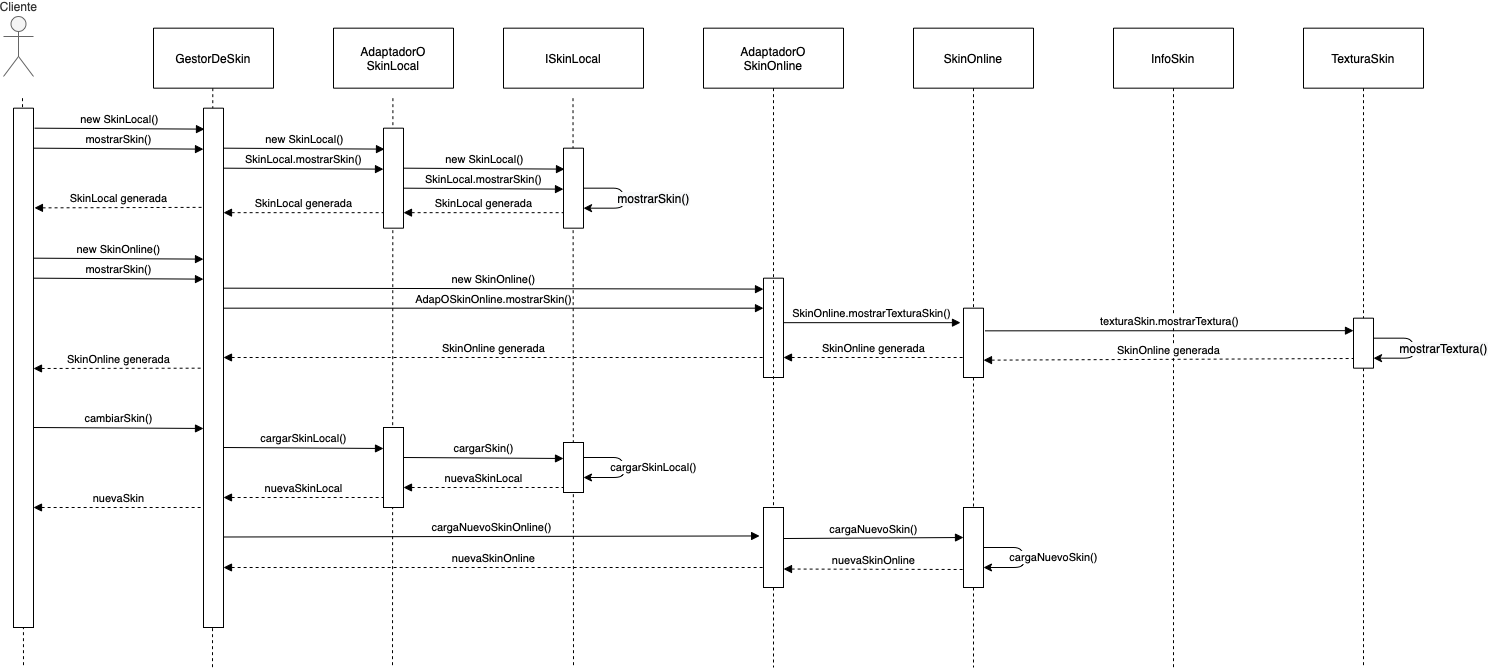 Cliente
GestorDeSkin
AdaptadorO
SkinLocal
ISkinLocal
AdaptadorO
SkinOnline
SkinOnline
InfoSkin
TexturaSkin
new SkinLocal()
mostrarSkin()
new SkinLocal()
SkinLocal.mostrarSkin()
new SkinLocal()
SkinLocal.mostrarSkin()
mostrarSkin()
SkinLocal generada
SkinLocal generada
SkinLocal generada
new SkinOnline()
mostrarSkin()
new SkinOnline()
AdapOSkinOnline.mostrarSkin()
SkinOnline.mostrarTexturaSkin()
texturaSkin.mostrarTextura()
mostrarTextura()
SkinOnline generada
SkinOnline generada
SkinOnline generada
SkinOnline generada
cambiarSkin()
cargarSkinLocal()
cargarSkin()
cargarSkinLocal()
nuevaSkinLocal
nuevaSkinLocal
nuevaSkin
cargaNuevoSkinOnline()
cargaNuevoSkin()
cargaNuevoSkin()
nuevaSkinOnline
nuevaSkinOnline